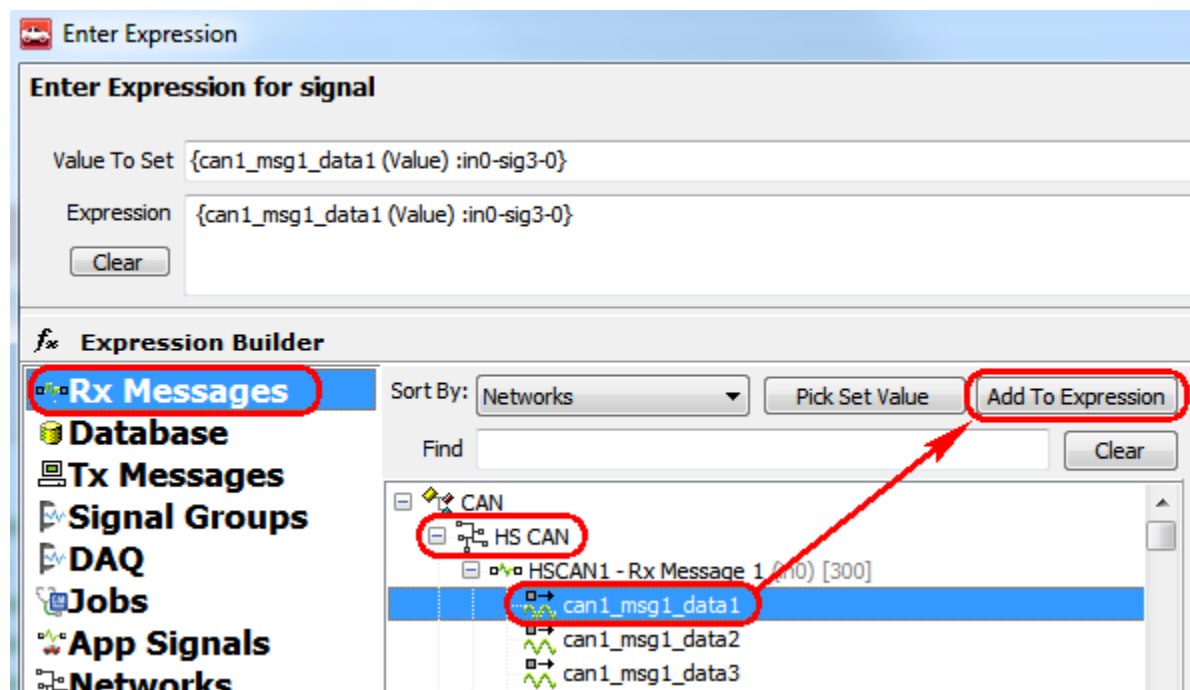 Enter Expression
Enter Expression for signal
Value To Set {can1_msg1_data1 (Value) :in0-sig3-0}
Expression {can1_msg1_data1 (Value) :in0-sig3-0}
Clear
fx Expression Builder
Rx Messages
Database
Tx Messages
Signal Groups
DAQ
Jobs
App Signals
Networks
Sort By: Networks Pick Set Value Add To Expression
Find Clear
CAN
HS CAN
HSCAN1 - Rx Message 1 (in0) [300]
can1_msg1_data1
can1_msg1_data2
can1_msg1_data3